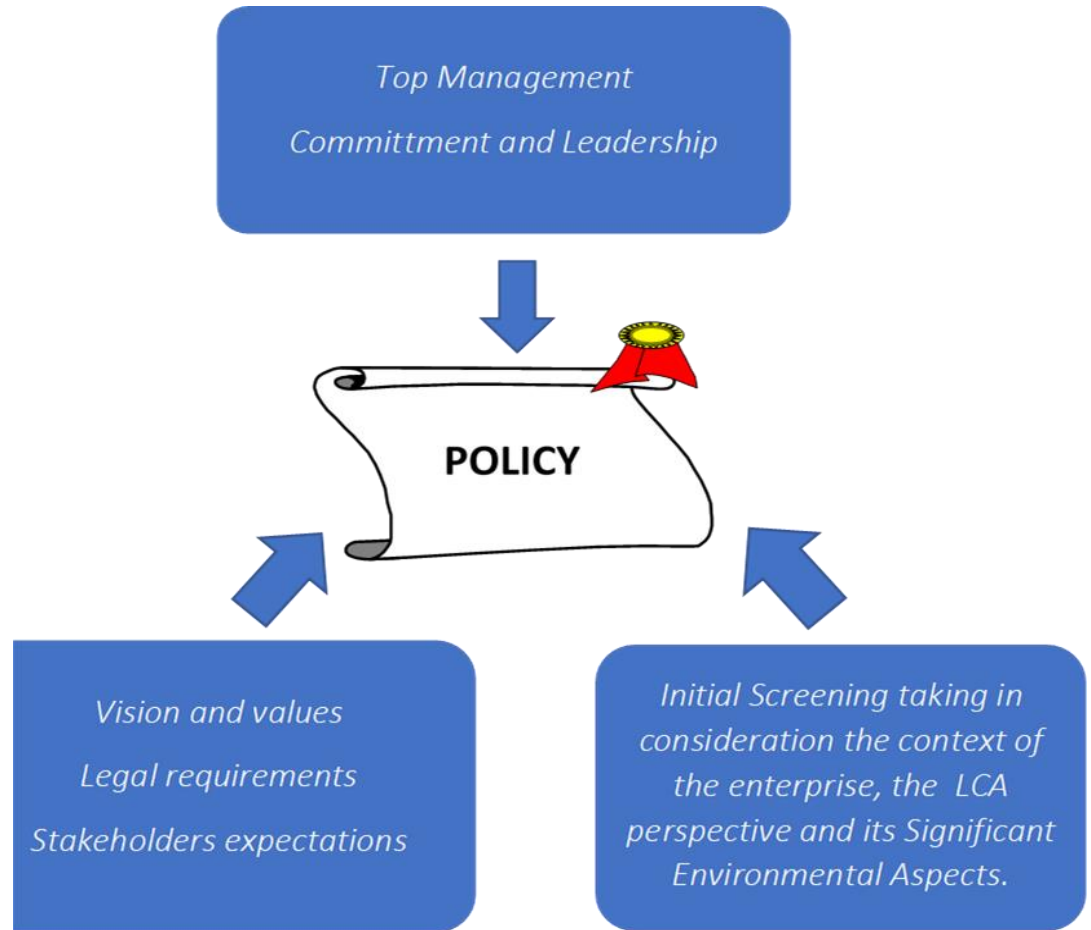 Top Management
Committment and Leadership
POLICY
Vision and values
Legal requirements
Stakeholders expectations
Initial Screening taking in
consideration the context of
the enterprise, the  LCA
perspective and its Significant
Environmental Aspects.